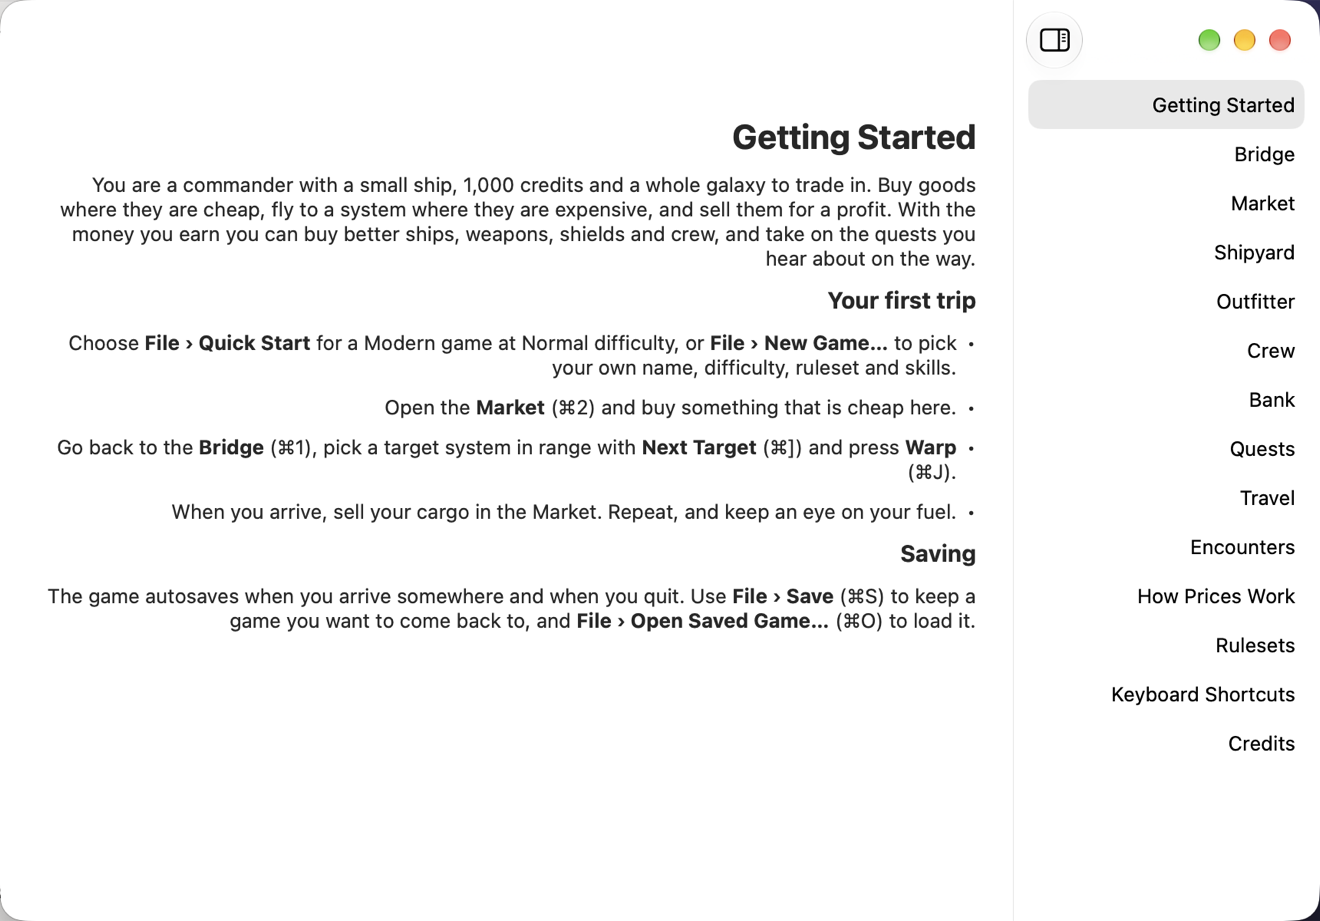 Getting Started
Bridge
Market
Shipyard
Outfitter
Crew
Bank
Quests
Travel
Encounters
How Prices Work
Rulesets
Keyboard Shortcuts
Credits
Getting Started
You are a commander with a small ship, 1,000 credits and a whole galaxy to trade in. Buy goods
where they are cheap, fly to a system where they are expensive, and sell them for a profit. With the
money you earn you can buy better ships, weapons, shields and crew, and take on the quests you
hear about on the way.
Your first trip
• Choose File › Quick Start for a Modern game at Normal difficulty, or File › New Game… to pick
your own name, difficulty, ruleset and skills.
• Open the Market (⌘2) and buy something that is cheap here.
• Go back to the Bridge (⌘1), pick a target system in range with Next Target (⌘]) and press Warp
(⌘J).
• When you arrive, sell your cargo in the Market. Repeat, and keep an eye on your fuel.
Saving
The game autosaves when you arrive somewhere and when you quit. Use File › Save (⌘S) to keep a
game you want to come back to, and File › Open Saved Game… (⌘O) to load it.